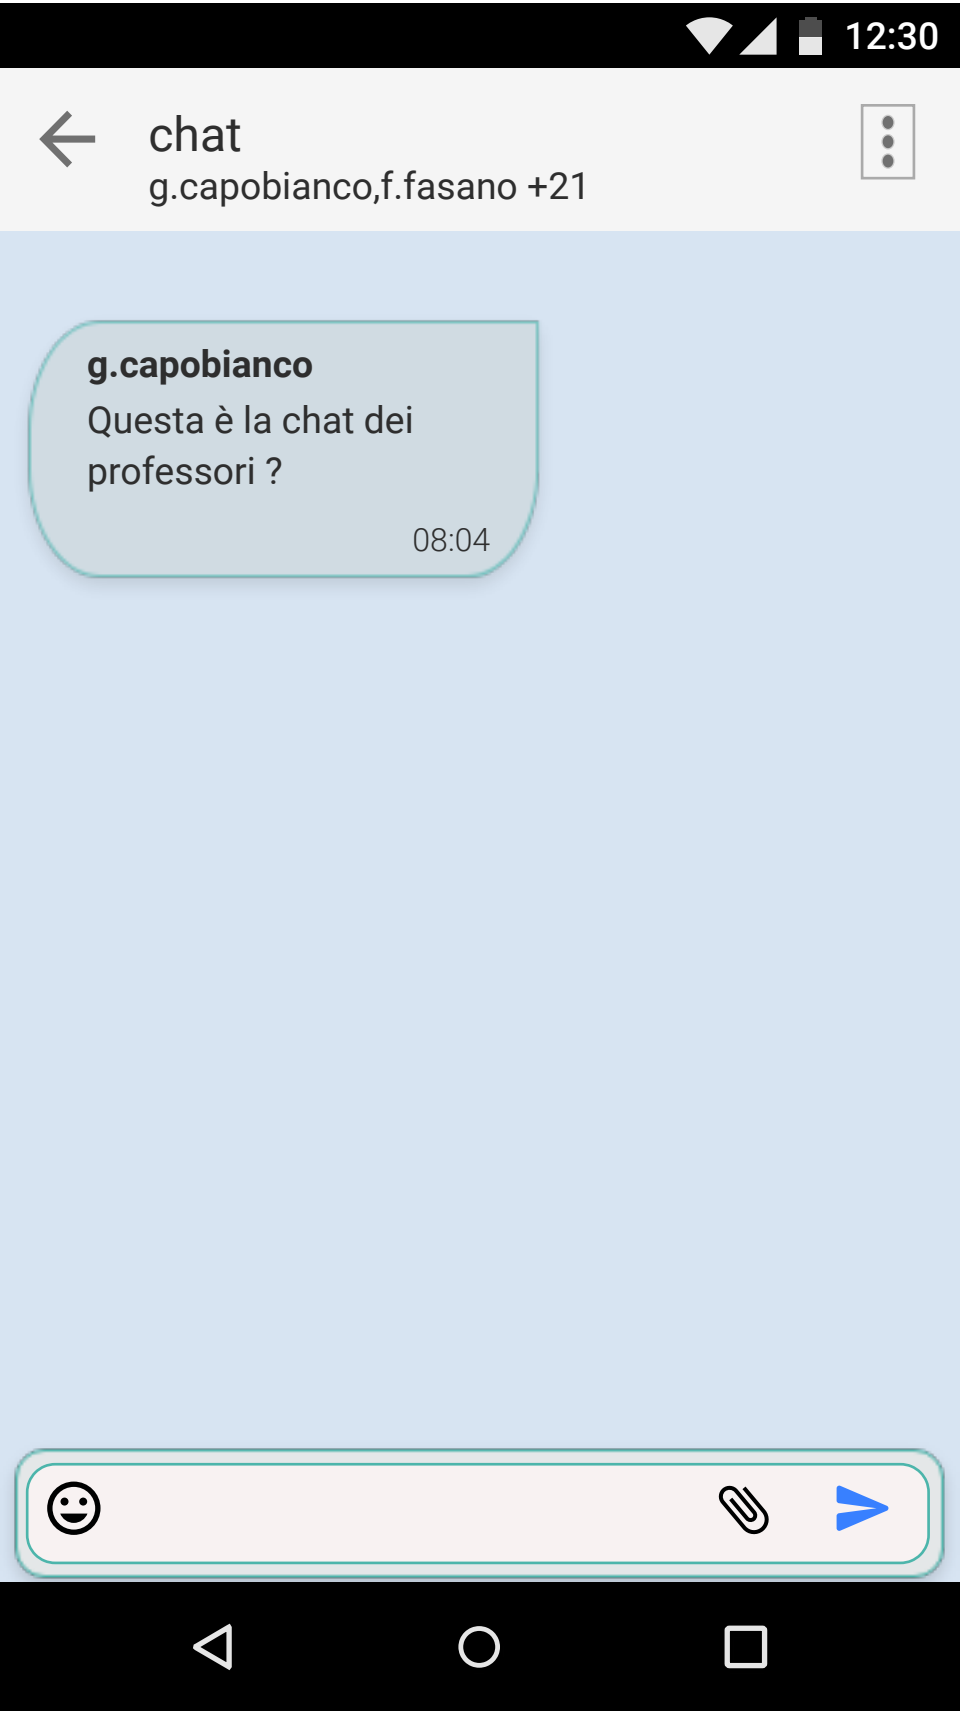 12:30
chat
g.capobianco,f.fasano +21
g.capobianco
Questa è la chat dei
professori ?
08:04